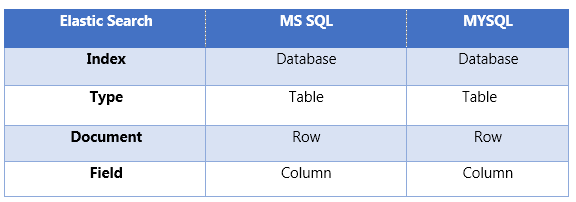 Elastic Search MS SQL MYSQL
Index Database Database
Type Table Table
Document Row Row
Field Column Column